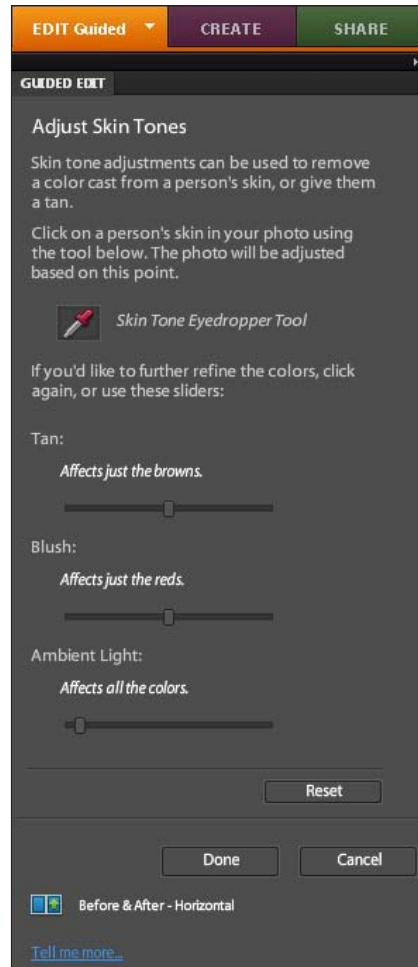 EDIT Guided CREATE SHARE
GUIDED EDIT
Adjust Skin Tones
Skin tone adjustments can be used to remove
a color cast from a person's skin, or give them
a tan.
Click on a person's skin in your photo using
the tool below. The photo will be adjusted
based on this point.
Skin Tone Eyedropper Tool
If you'd like to further refine the colors, click
again, or use these sliders:
Tan:
Affects just the browns.
Blush:
Affects just the reds.
Ambient Light:
Affects all the colors.
Reset
Done Cancel
Before & After - Horizontal
Tell me more...